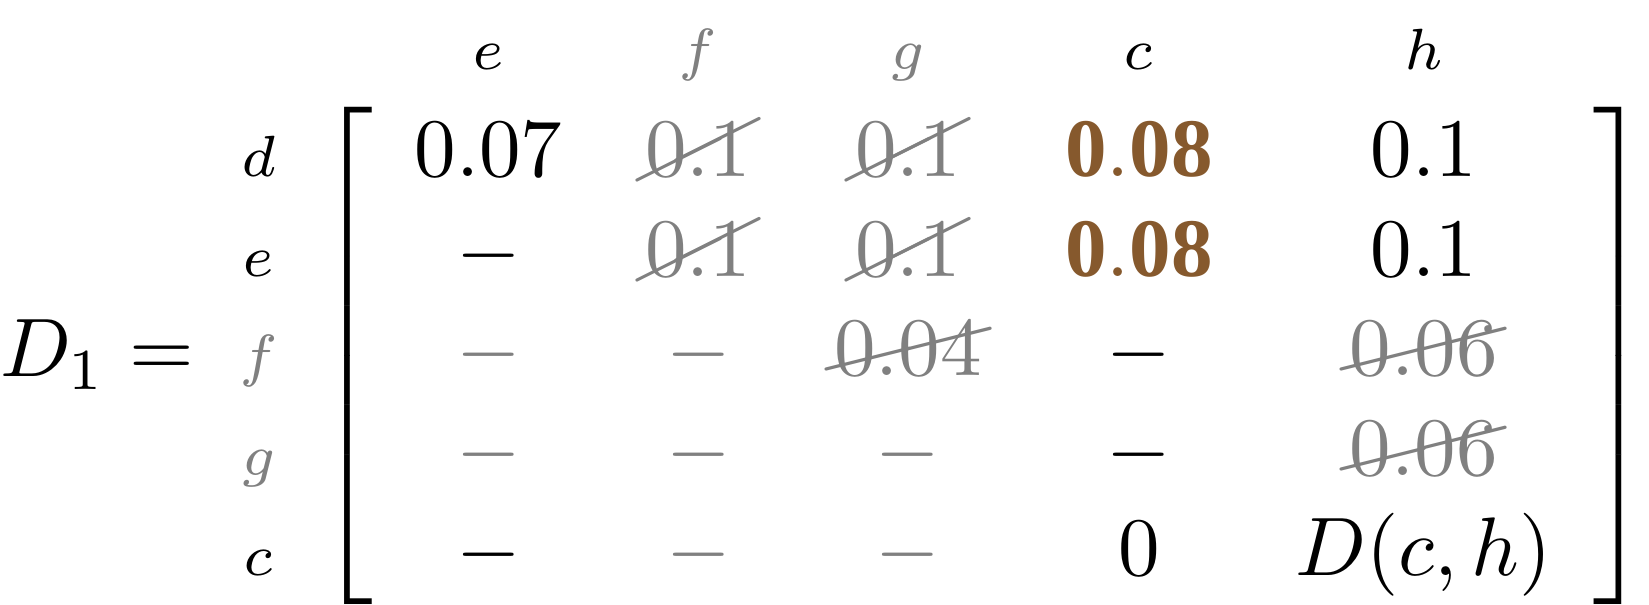 e f g c h
d 0.07 0.1 0.1 0.08 0.1
e − 0.1 0.1 0.08 0.1
D₁ = f − − 0.04 − 0.06
g − − − − 0.06
c − − − 0 D(c, h)